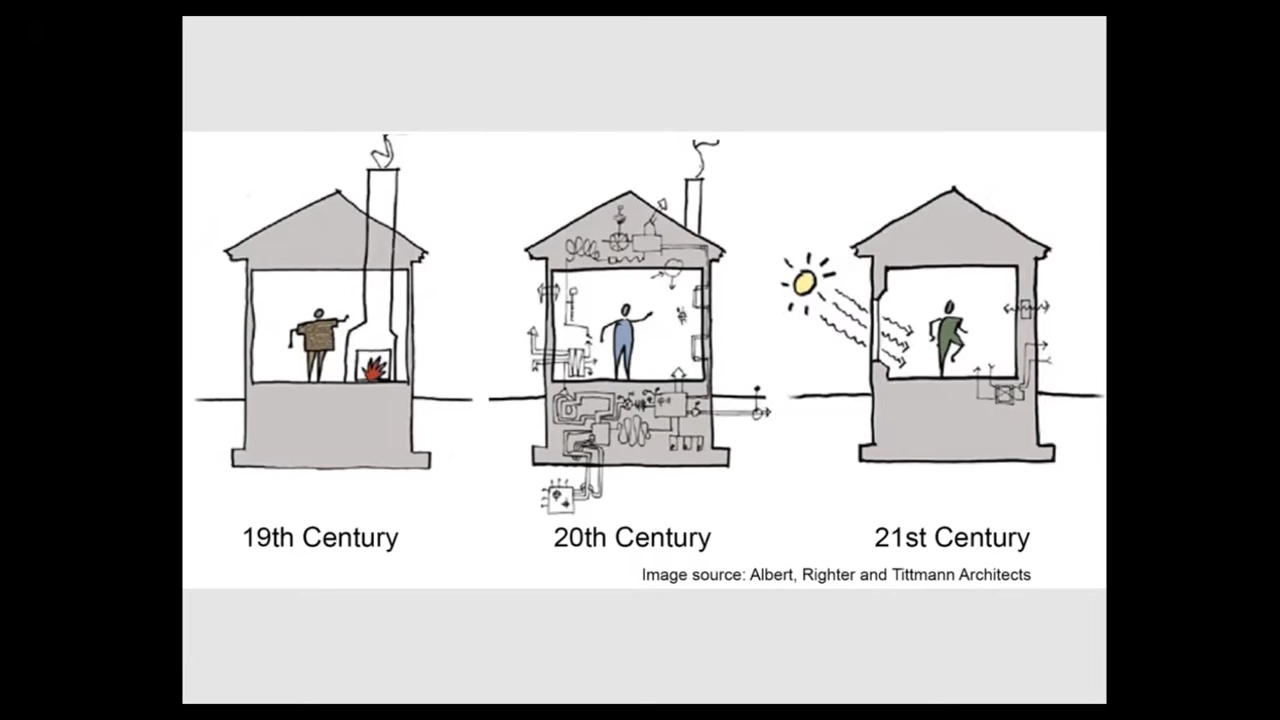 19th Century
20th Century
21st Century
Image source: Albert, Righter and Tittmann Architects